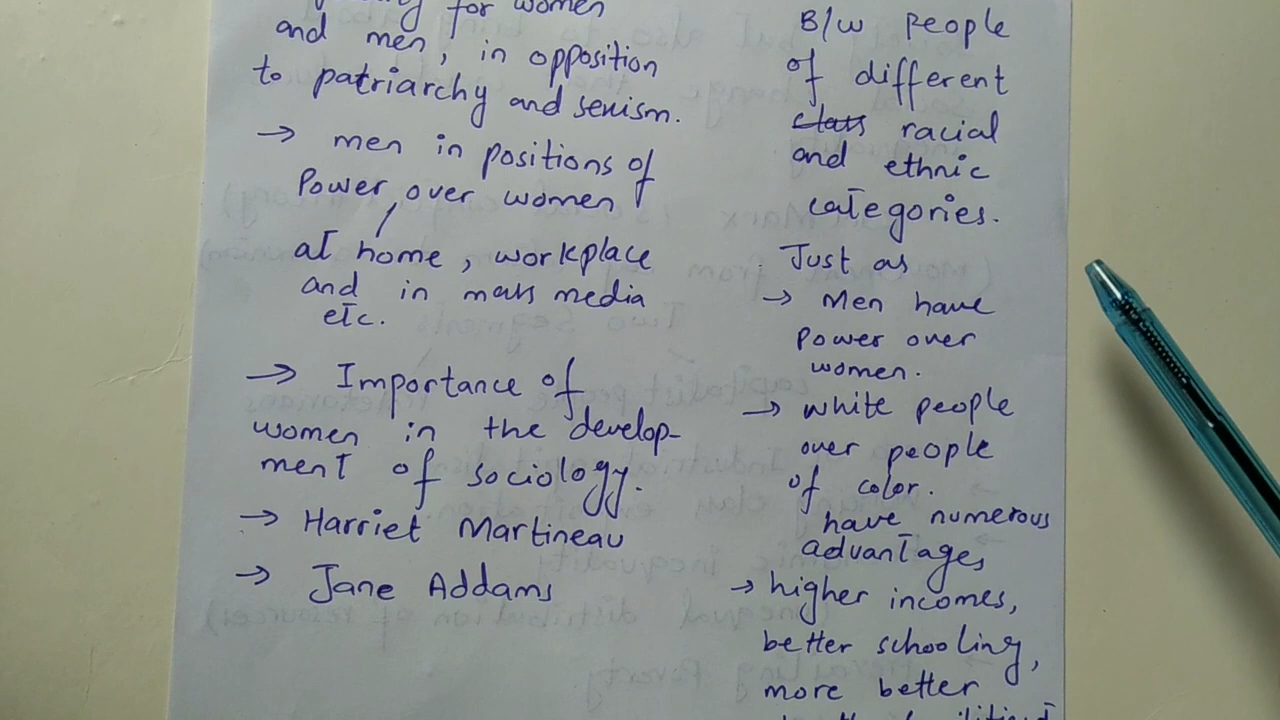 for women
and men, in opposition
to patriarchy and sexism.
→ men in positions of
Power over women
at home, workplace
and in mass media
etc.
→ Importance of
women in the develop-
ment of sociology.
→ Harriet Martineau
→ Jane Addams
B/w People
of different
class racial
and ethnic
categories.
Just as
→ Men have
Power over
women.
→ White people
over people
of color.
have numerous
advantages
→ higher incomes,
better schooling,
more better